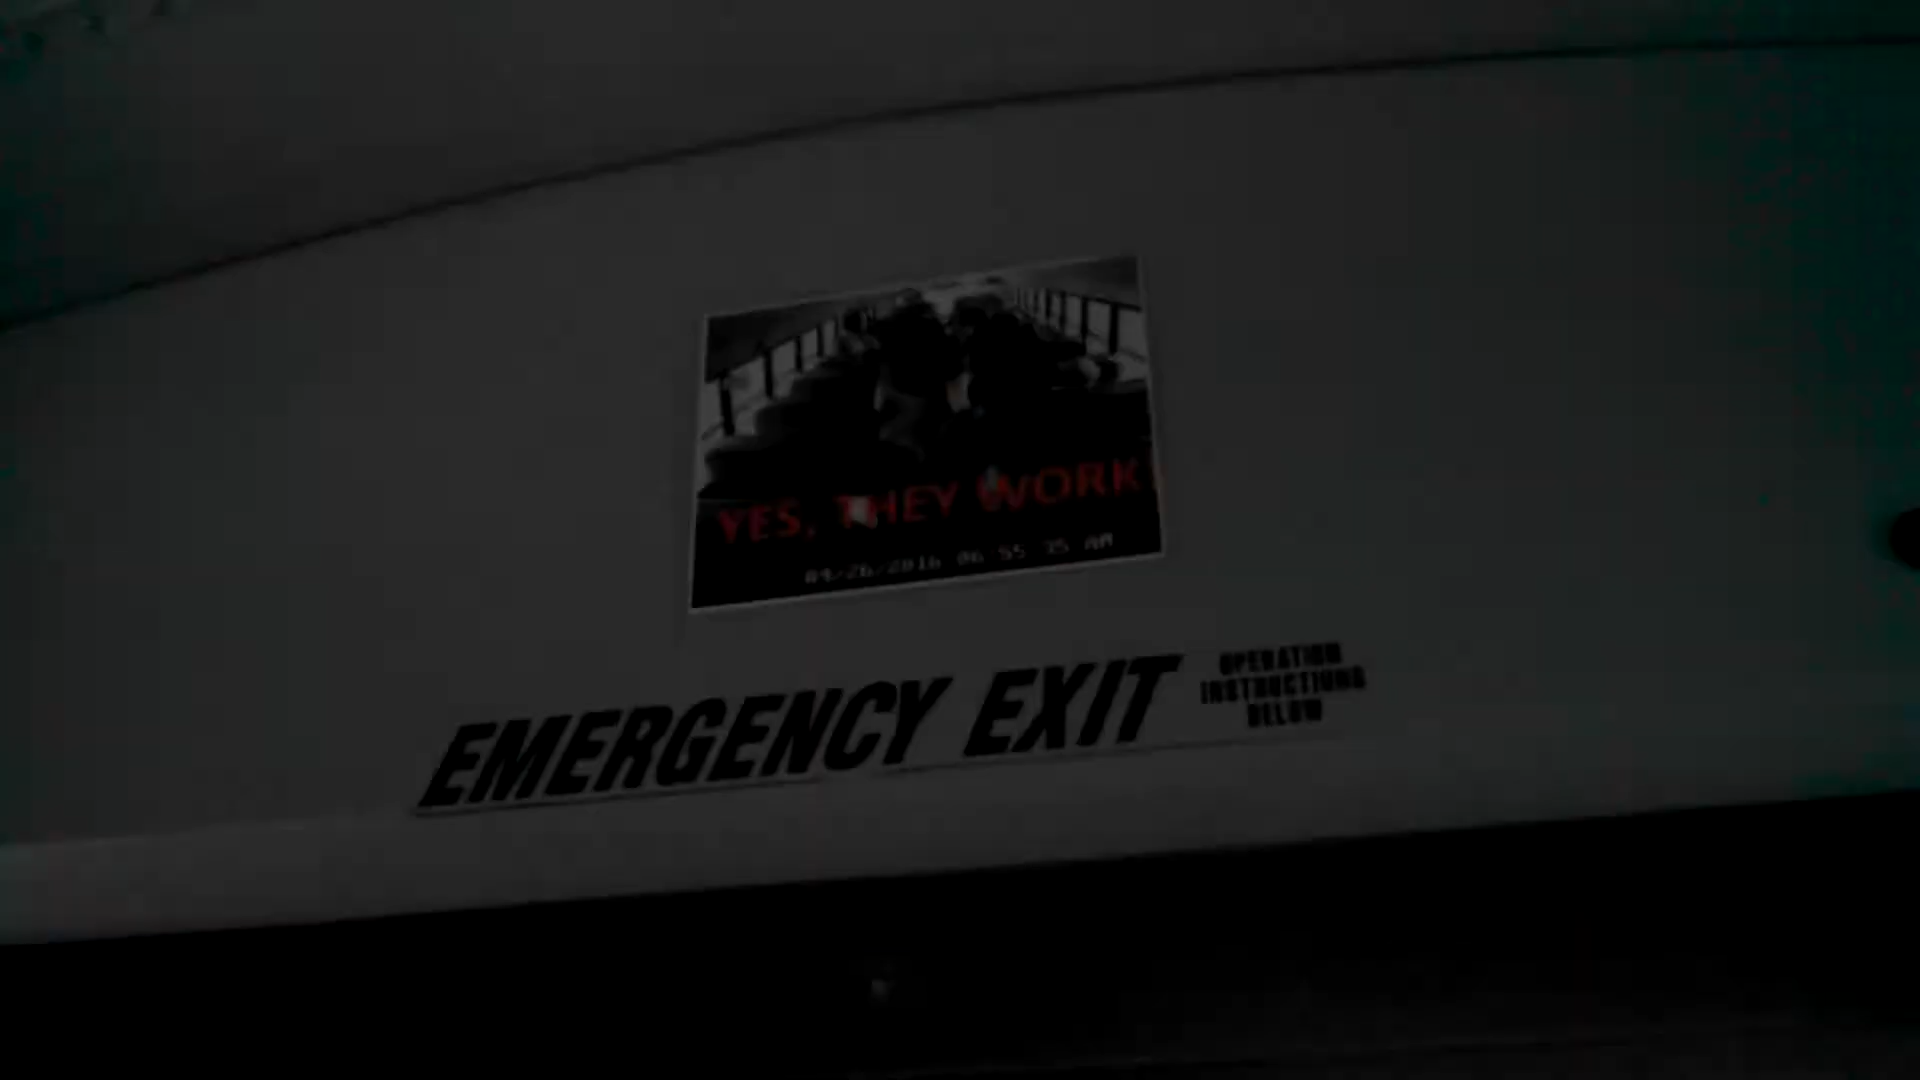 YES, THEY WORK
04/26/2016 06 55 35 AM
EMERGENCY EXIT
OPERATION
INSTRUCTIONS
BELOW